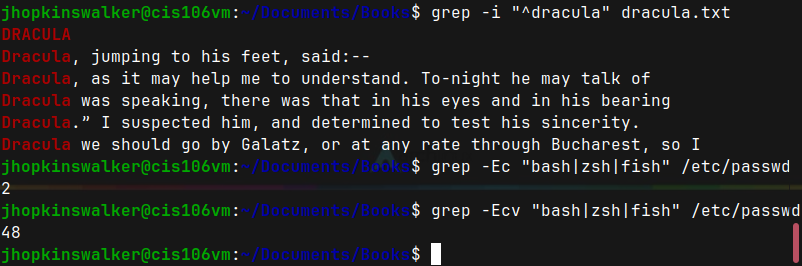 jhopkinswalker@cis106vm:~/Documents/Books$ grep -i "^dracula" dracula.txt
DRACULA
Dracula, jumping to his feet, said:--
Dracula, as it may help me to understand. To-night he may talk of
Dracula was speaking, there was that in his eyes and in his bearing
Dracula.” I suspected him, and determined to test his sincerity.
Dracula we should go by Galatz, or at any rate through Bucharest, so I
jhopkinswalker@cis106vm:~/Documents/Books$ grep -Ec "bash|zsh|fish" /etc/passwd
2
jhopkinswalker@cis106vm:~/Documents/Books$ grep -Ecv "bash|zsh|fish" /etc/passwd
48
jhopkinswalker@cis106vm:~/Documents/Books$